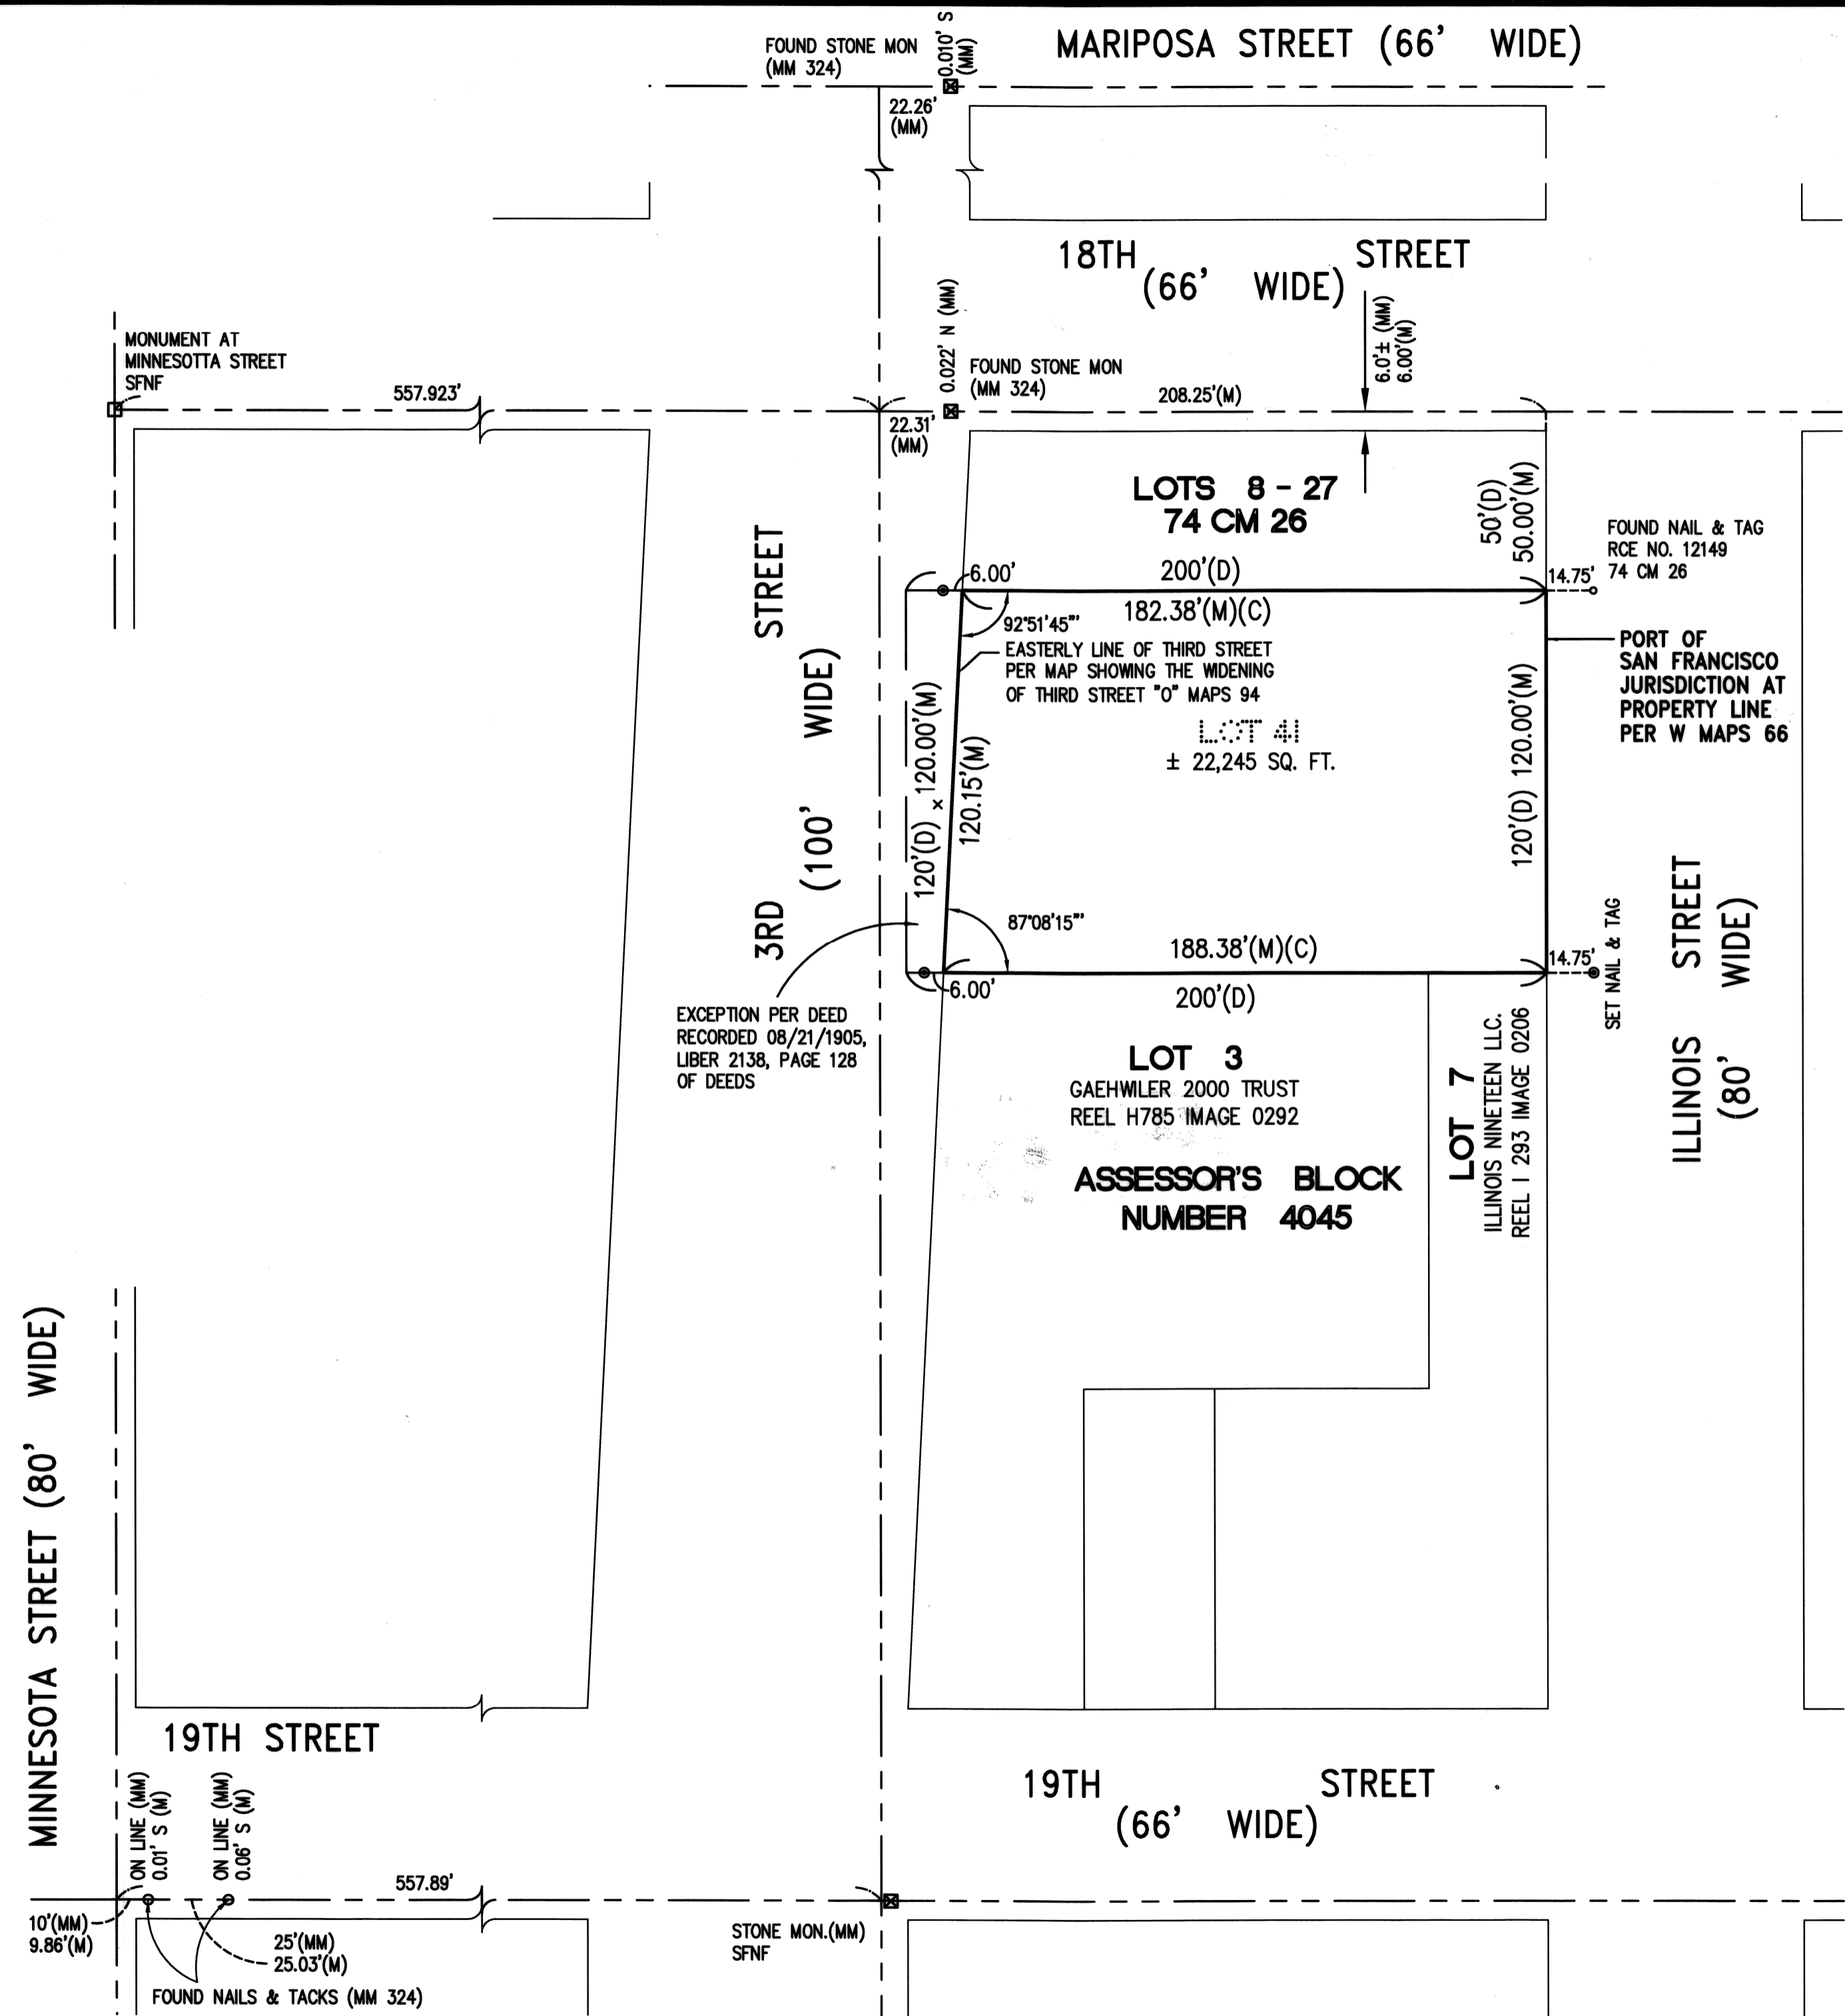 FOUND STONE MON
(MM 324)
0.010' S
(MM)
MARIPOSA STREET (66' WIDE)
22.26'
(MM)
18TH STREET
(66' WIDE)
MONUMENT AT
MINNESOTTA STREET
SFNF
557.923'
0.022' N (MM)
FOUND STONE MON
(MM 324)
208.25'(M)
6.0'± (MM)
6.00'(M)
22.31'
(MM)
LOTS 8 - 27
74 CM 26
50'(D)
50.00'(M)
FOUND NAIL & TAG
RCE NO. 12149
74 CM 26
14.75'
6.00'
200'(D)
182.38'(M)(C)
92°51'45"'
EASTERLY LINE OF THIRD STREET
PER MAP SHOWING THE WIDENING
OF THIRD STREET "O" MAPS 94
PORT OF
SAN FRANCISCO
JURISDICTION AT
PROPERTY LINE
PER W MAPS 66
3RD STREET
(100' WIDE)
120'(D) x 120.00'(M)
120.15'(M)
LOT 41
± 22,245 SQ. FT.
120'(D) 120.00'(M)
87°08'15"'
188.38'(M)(C)
14.75'
6.00'
200'(D)
SET NAIL & TAG
ILLINOIS STREET
(80' WIDE)
EXCEPTION PER DEED
RECORDED 08/21/1905,
LIBER 2138, PAGE 128
OF DEEDS
LOT 3
GAEHWILER 2000 TRUST
REEL H785 IMAGE 0292
LOT 7
ILLINOIS NINETEEN LLC.
REEL I 293 IMAGE 0206
ASSESSOR'S BLOCK
NUMBER 4045
MINNESOTA STREET (80' WIDE)
19TH STREET
19TH STREET
(66' WIDE)
ON LINE (MM)
0.01' S (M)
ON LINE (MM)
0.06' S (M)
557.89'
10'(MM)
9.86'(M)
25'(MM)
25.03'(M)
FOUND NAILS & TACKS (MM 324)
STONE MON.(MM)
SFNF